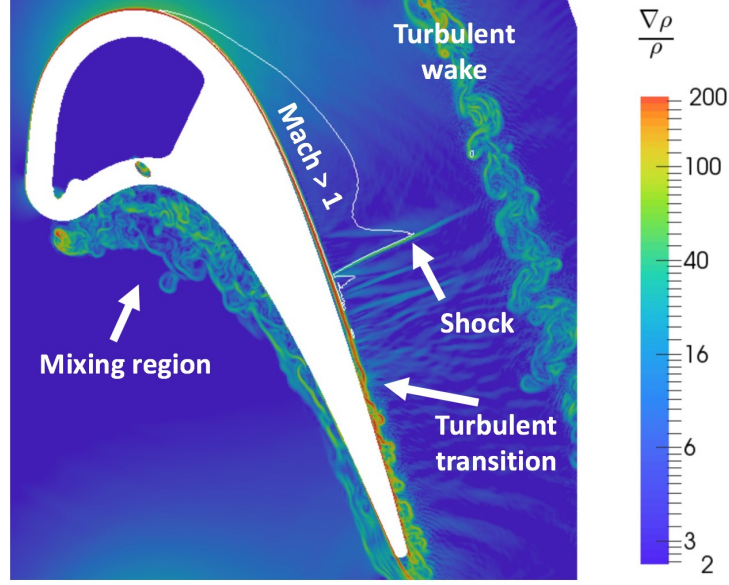 Turbulent
wake
Mach > 1
Shock
Mixing region
Turbulent
transition
∇ρ
ρ
200
100
40
16
6
3
2